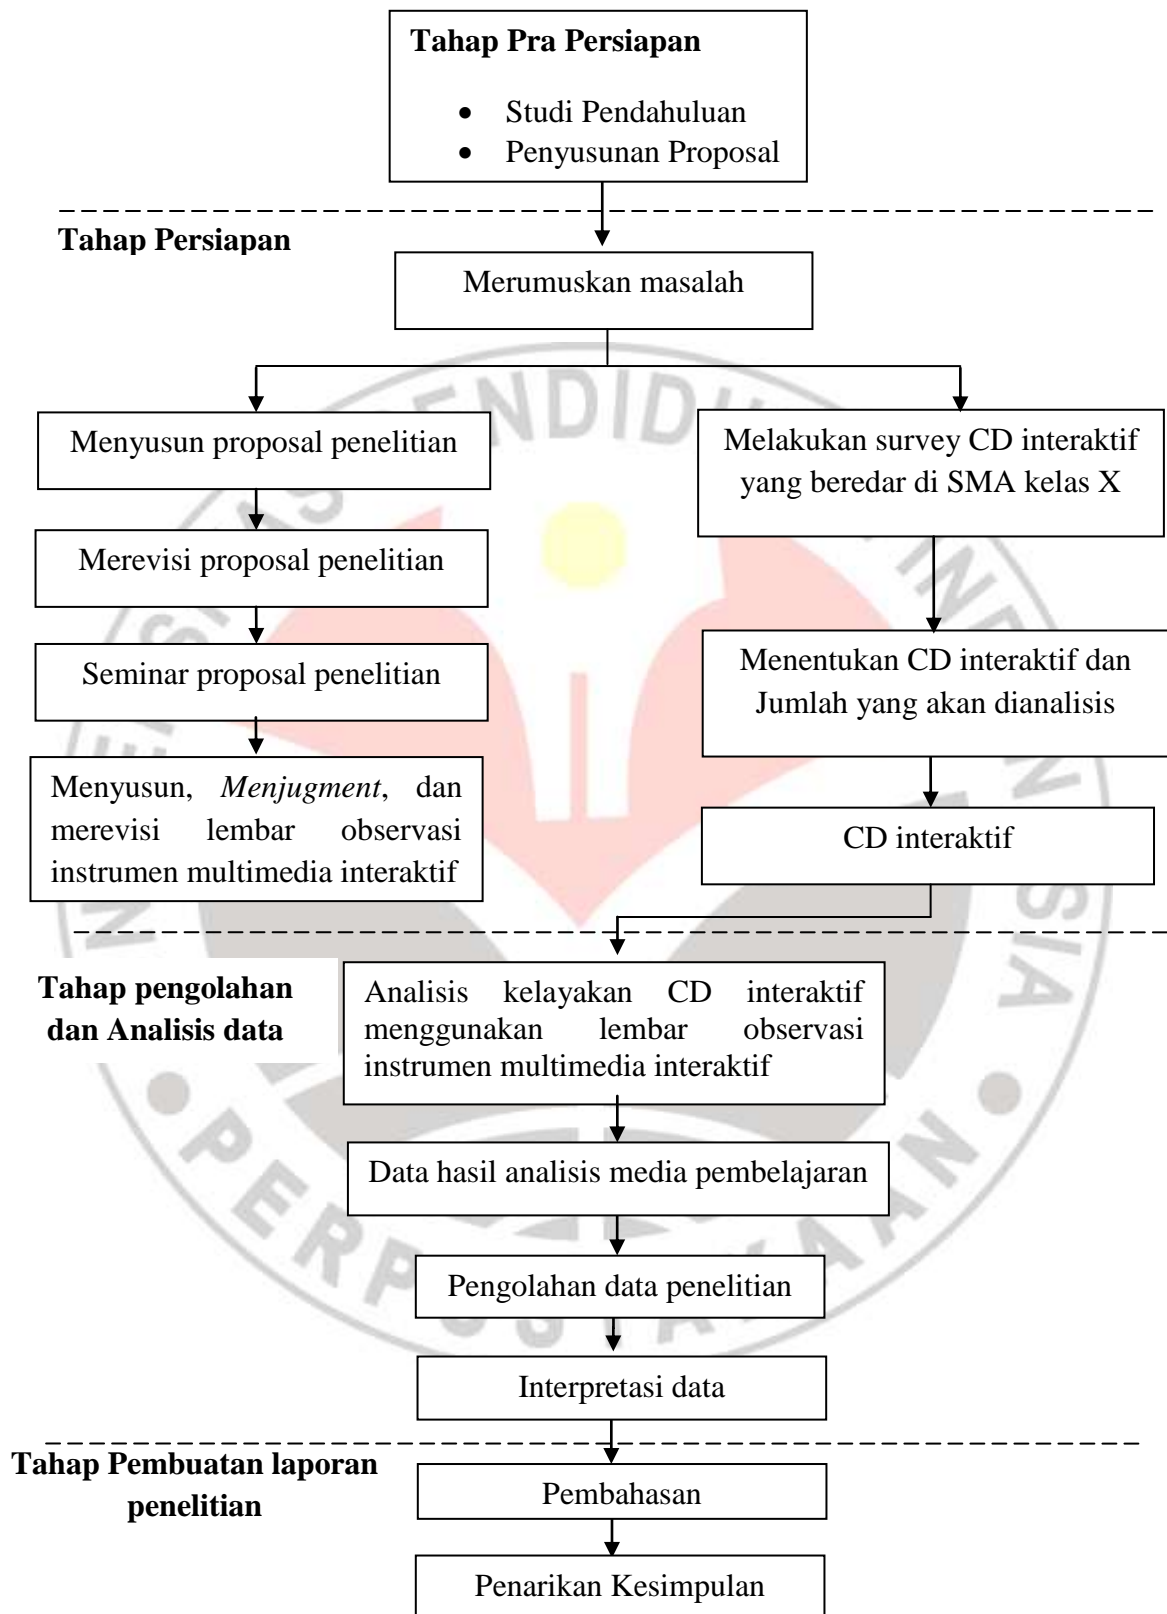 Tahap Pra Persiapan
• Studi Pendahuluan
• Penyusunan Proposal
Tahap Persiapan
Merumuskan masalah
Menyusun proposal penelitian
Merevisi proposal penelitian
Seminar proposal penelitian
Menyusun, Menjugment, dan
merevisi lembar observasi
instrumen multimedia interaktif
Melakukan survey CD interaktif
yang beredar di SMA kelas X
Menentukan CD interaktif dan
Jumlah yang akan dianalisis
CD interaktif
Tahap pengolahan
dan Analisis data
Analisis kelayakan CD interaktif
menggunakan lembar observasi
instrumen multimedia interaktif
Data hasil analisis media pembelajaran
Pengolahan data penelitian
Interpretasi data
Tahap Pembuatan laporan
penelitian
Pembahasan
Penarikan Kesimpulan